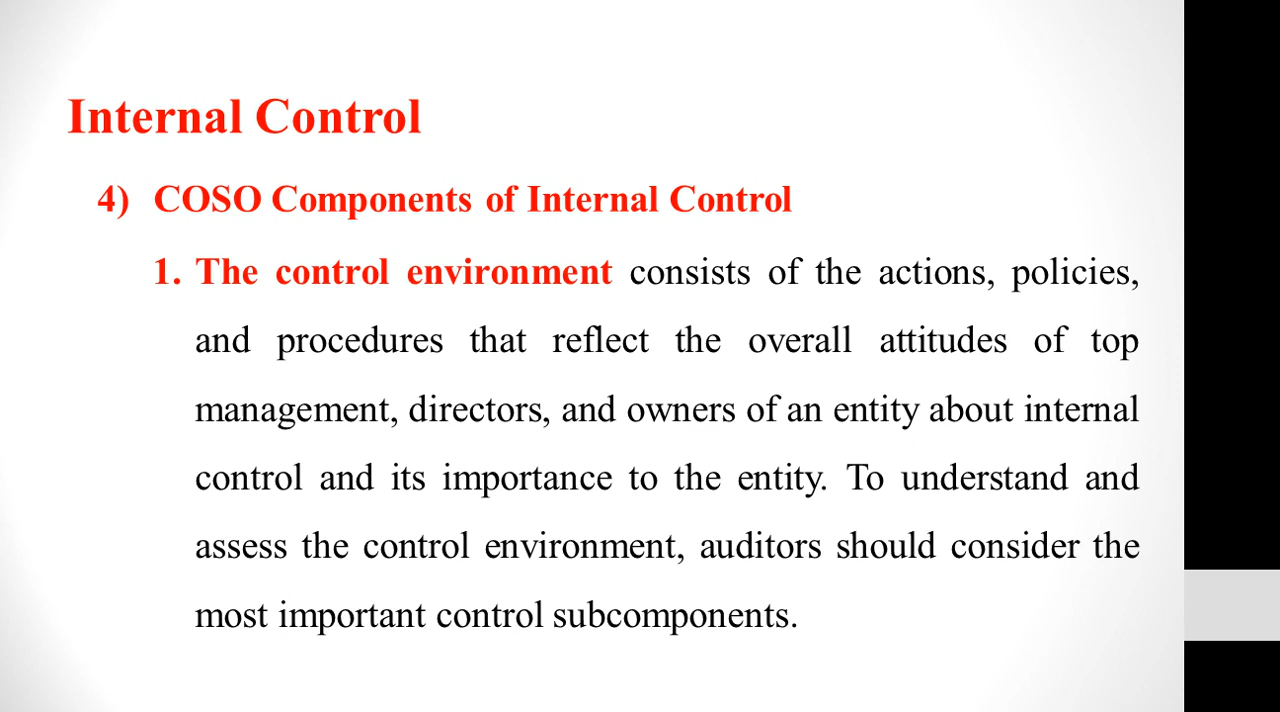 Internal Control
4) COSO Components of Internal Control
1. The control environment consists of the actions, policies,
and procedures that reflect the overall attitudes of top
management, directors, and owners of an entity about internal
control and its importance to the entity. To understand and
assess the control environment, auditors should consider the
most important control subcomponents.